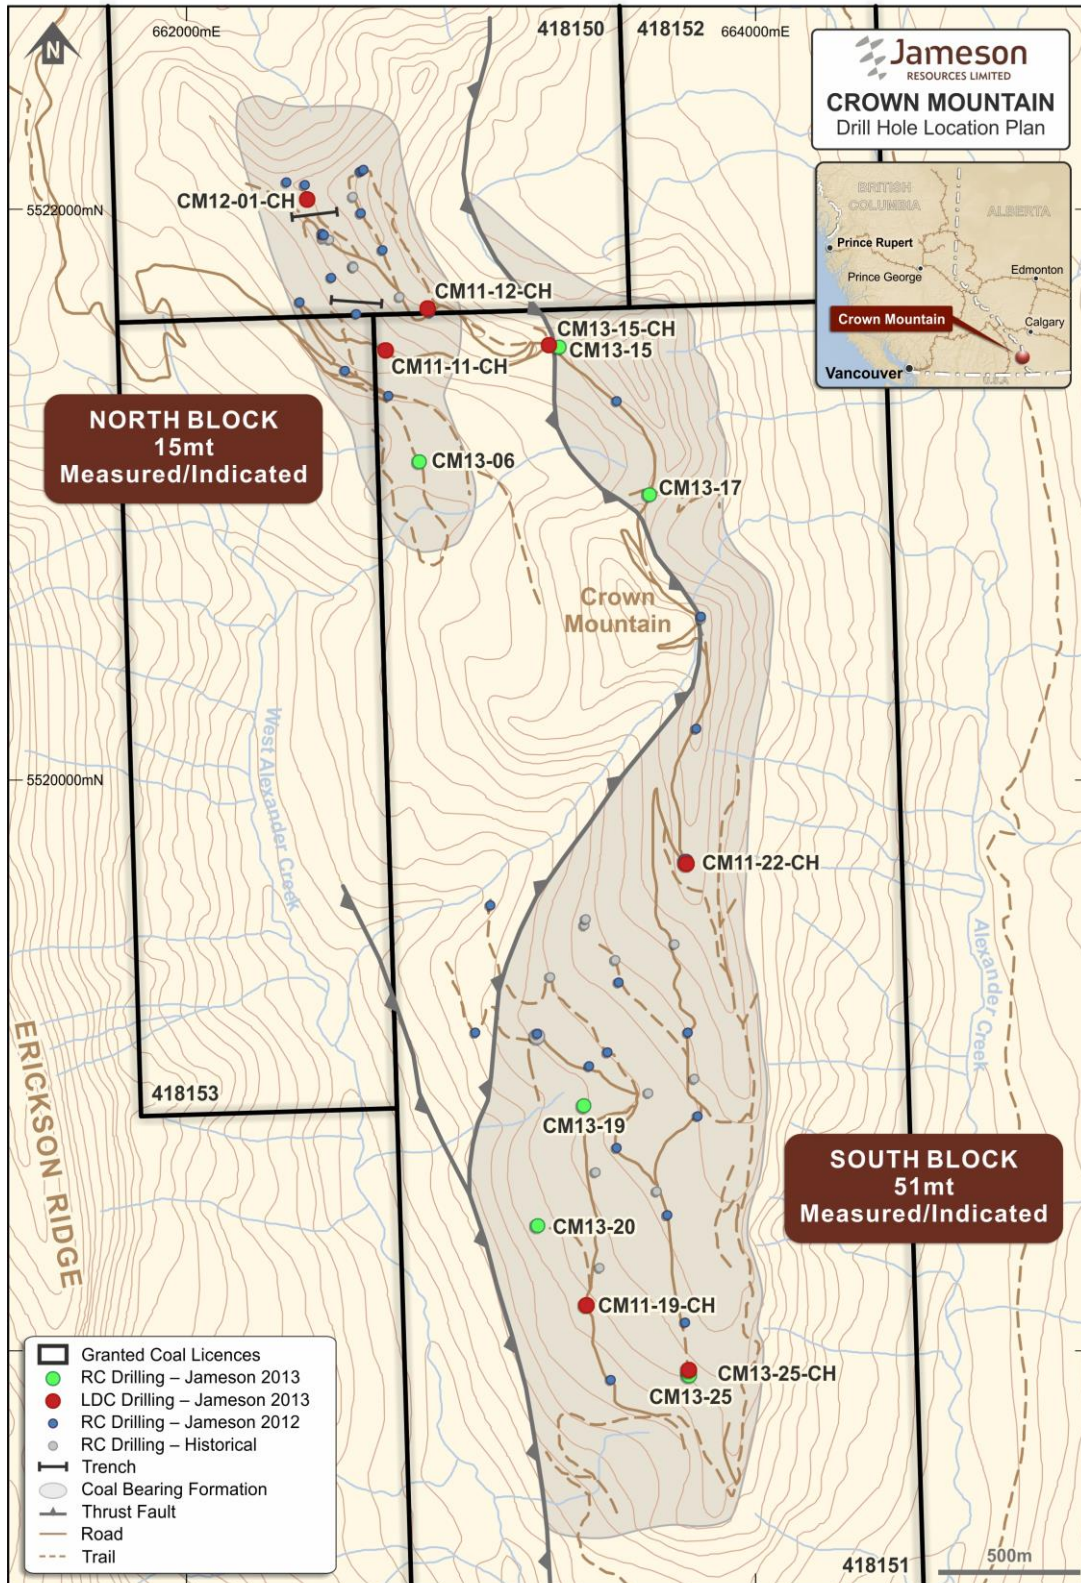 662000mE
418150
418152
664000mE
N
Jameson
RESOURCES LIMITED
CROWN MOUNTAIN
Drill Hole Location Plan
BRITISH
COLUMBIA
ALBERTA
Prince Rupert
Prince George
Edmonton
Crown Mountain
Calgary
Vancouver
U.S.A
5522000mN
CM12-01-CH
CM11-12-CH
CM13-15-CH
CM13-15
CM11-11-CH
NORTH BLOCK
15mt
Measured/Indicated
CM13-06
CM13-17
Crown
Mountain
West Alexander Creek
5520000mN
CM11-22-CH
Alexander Creek
ERICKSON RIDGE
418153
CM13-19
SOUTH BLOCK
51mt
Measured/Indicated
CM13-20
CM11-19-CH
CM13-25-CH
CM13-25
Granted Coal Licences
RC Drilling – Jameson 2013
LDC Drilling – Jameson 2013
RC Drilling – Jameson 2012
RC Drilling – Historical
Trench
Coal Bearing Formation
Thrust Fault
Road
Trail
418151
500m